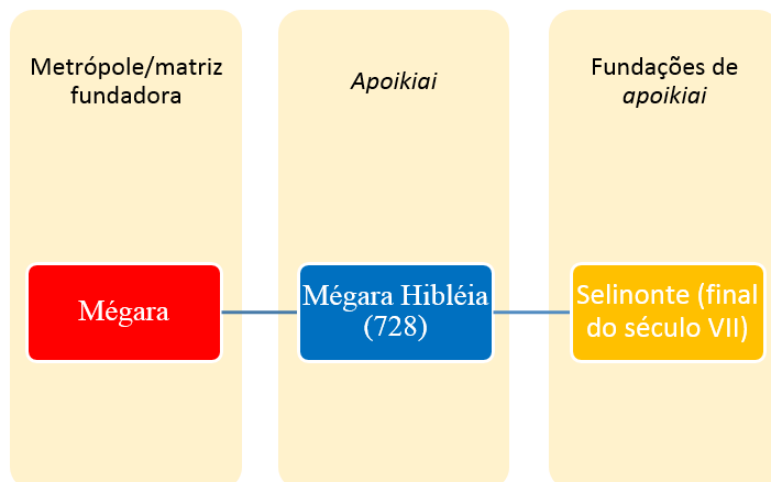 Metrópole/matriz
fundadora
Apoikiai
Fundações de
apoikiai
Mégara
Mégara Hibléia
(728)
Selinonte (final
do século VII)